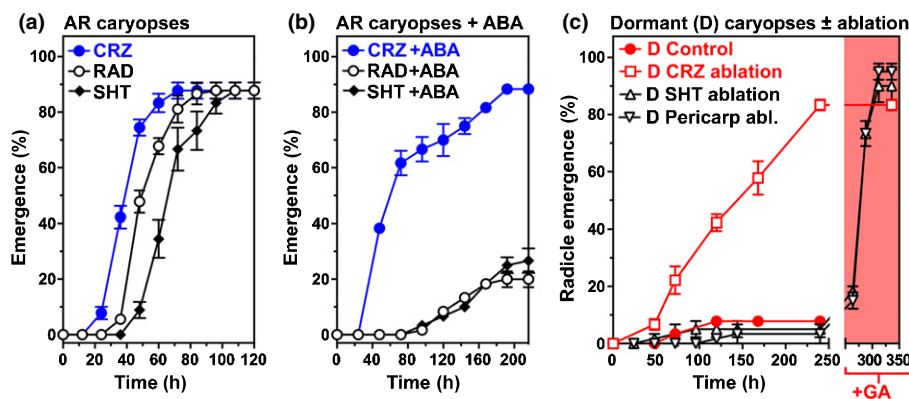 (a) AR caryopses
100
80
60
40
20
0
Emergence (%)
CRZ
RAD
SHT
0 20 40 60 80 100 120
Time (h)
(b) AR caryopses + ABA
100
80
60
40
20
0
Emergence (%)
CRZ +ABA
RAD +ABA
SHT +ABA
0 40 80 120 160 200
Time (h)
(c) Dormant (D) caryopses ± ablation
100
80
60
40
20
0
Radicle emergence (%)
D Control
D CRZ ablation
D SHT ablation
D Pericarp abl.
0 50 100 150 200 250 300 350
Time (h)
+GA